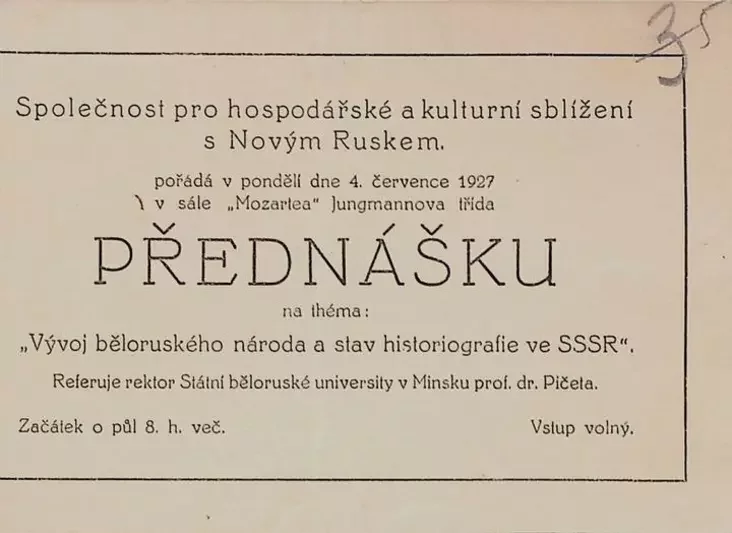 35
Společnost pro hospodářské a kulturní sblížení
s Novým Ruskem.
pořádá v pondělí dne 4. července 1927
v sále „Mozartea“ Jungmannova třída
PŘEDNÁŠKU
na théma:
„Vývoj běloruského národa a stav historiografie ve SSSR“.
Referuje rektor Státní běloruské university v Minsku prof. dr. Pičeta.
Začátek o půl 8. h. več.
Vstup volný.